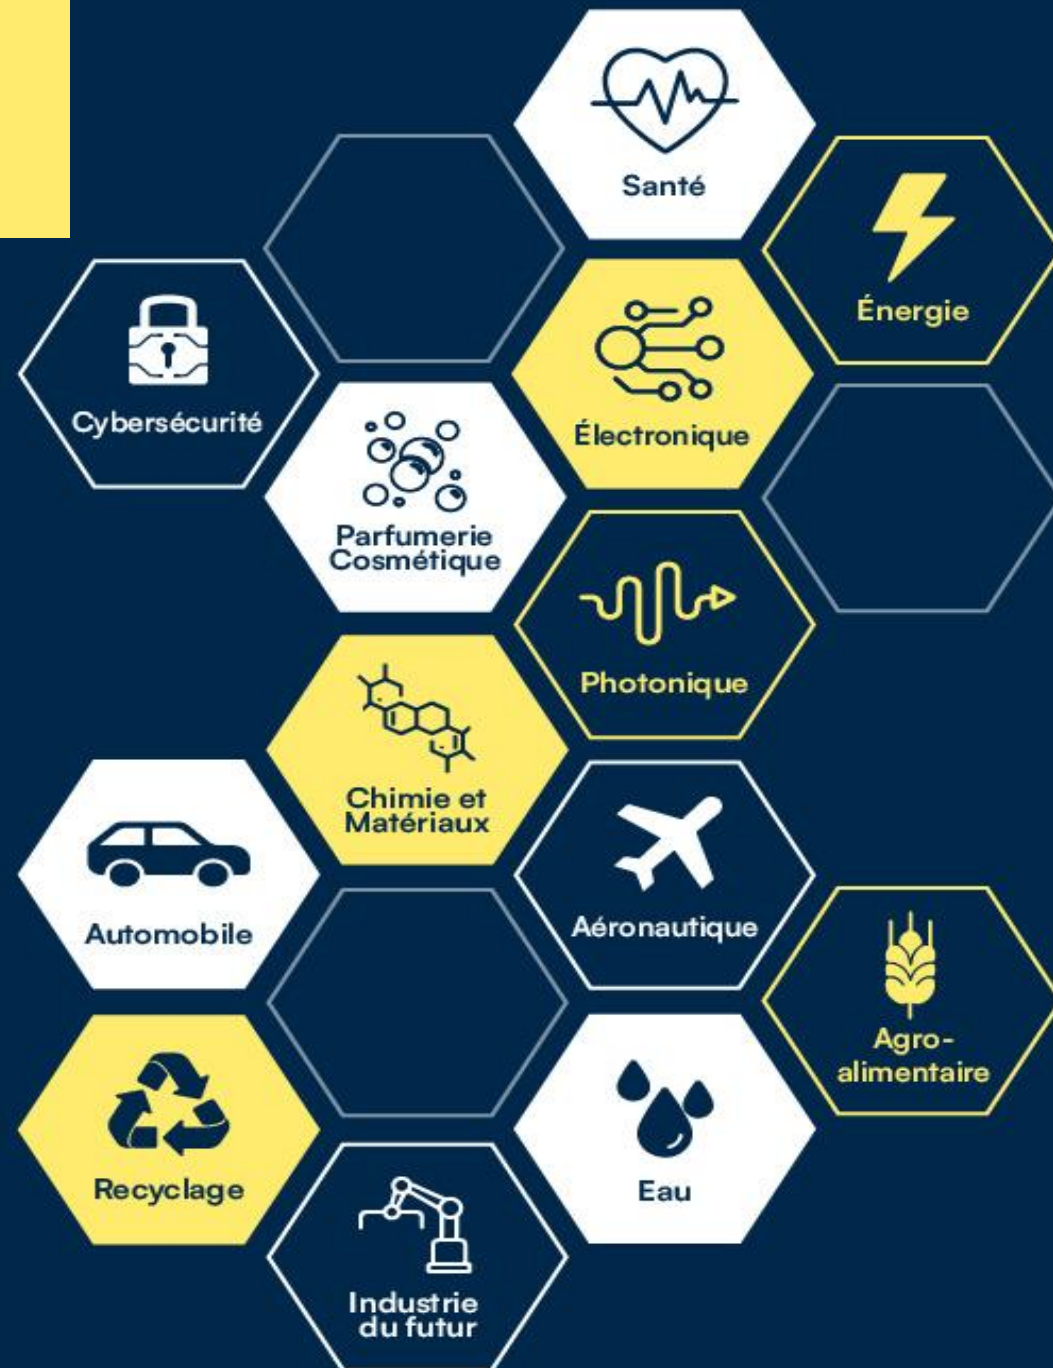 Santé
Énergie
Cybersécurité
Électronique
Parfumerie
Cosmétique
Photonique
Chimie et
Matériaux
Automobile
Aéronautique
Agro-
alimentaire
Recyclage
Eau
Industrie
du futur